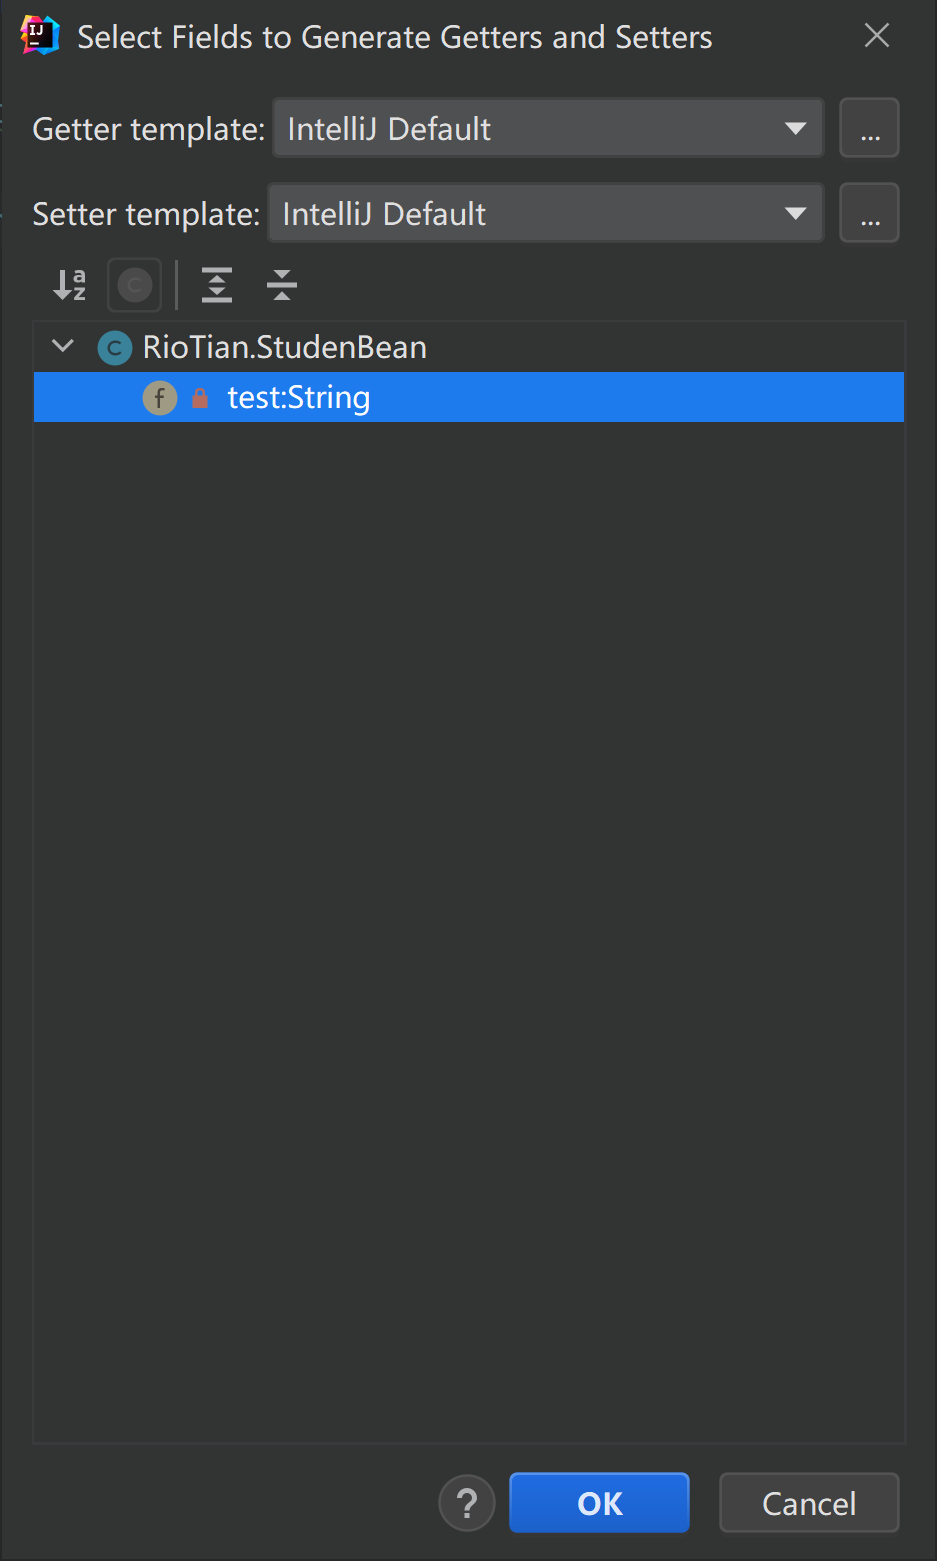 Select Fields to Generate Getters and Setters
Getter template: IntelliJ Default ...
Setter template: IntelliJ Default ...
RioTian.StudenBean
test:String
? OK Cancel